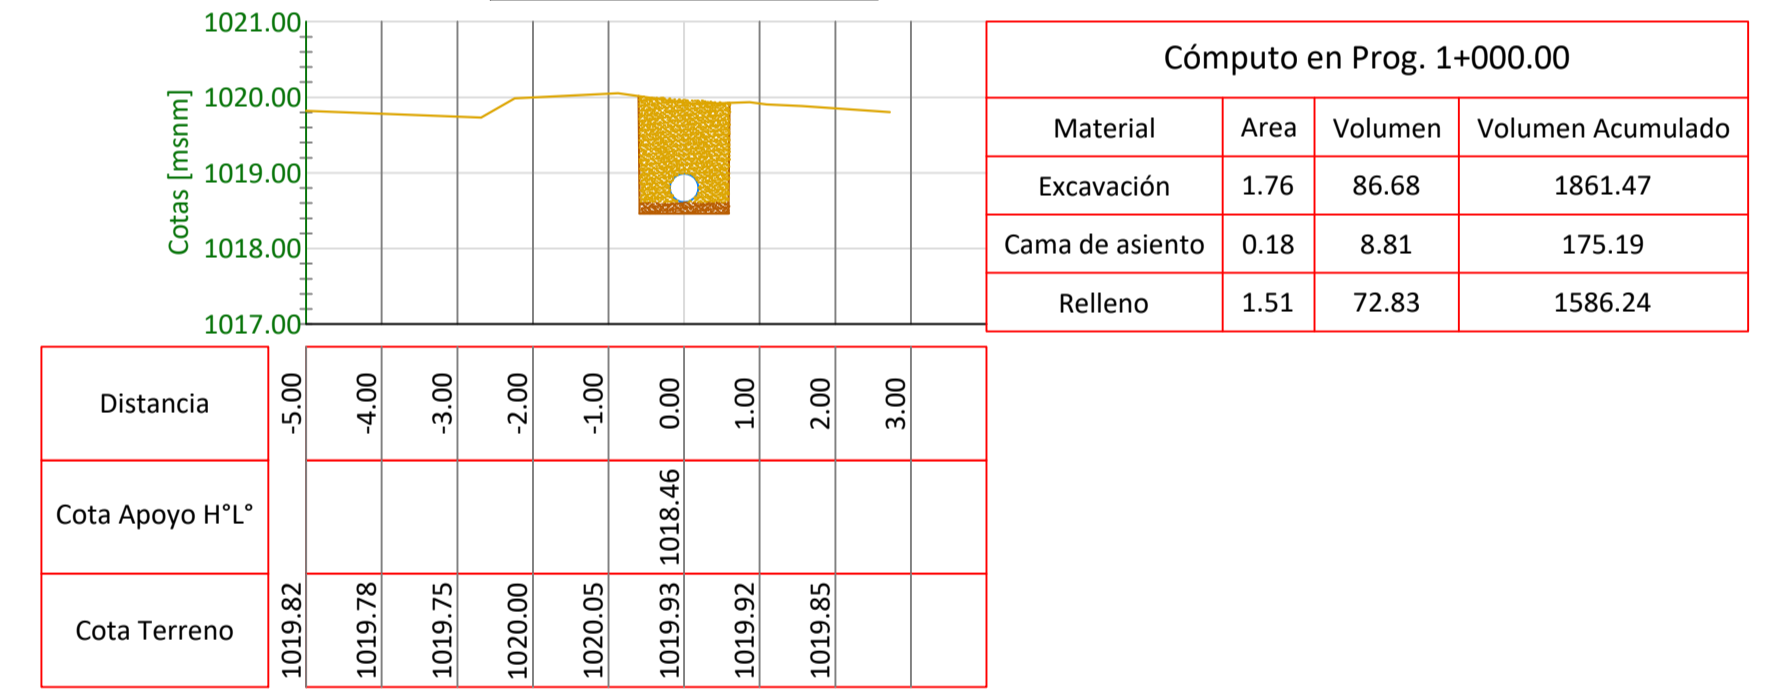 1021.00
1020.00
1019.00
1018.00
1017.00
Cotas [msnm]
Cómputo en Prog. 1+000.00
Material Area Volumen Volumen Acumulado
Excavación 1.76 86.68 1861.47
Cama de asiento 0.18 8.81 175.19
Relleno 1.51 72.83 1586.24
Distancia -5.00 -4.00 -3.00 -2.00 -1.00 0.00 1.00 2.00 3.00
Cota Apoyo H°L° 1018.46
Cota Terreno 1019.82 1019.78 1019.75 1020.00 1020.05 1019.93 1019.92 1019.85